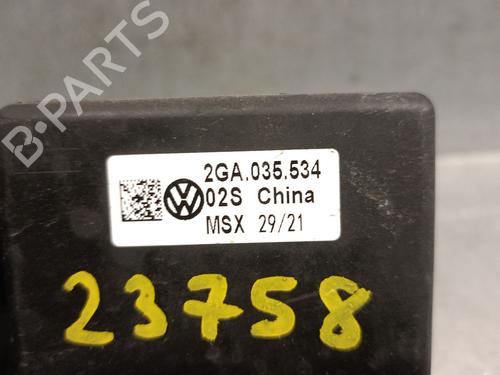 B-PARTS
2GA.035.534
02S China
MSX 29/21
23758